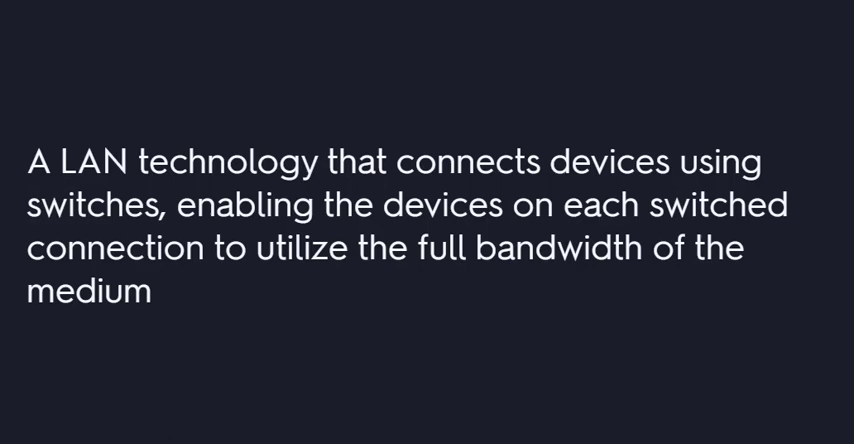 A LAN technology that connects devices using
switches, enabling the devices on each switched
connection to utilize the full bandwidth of the
medium